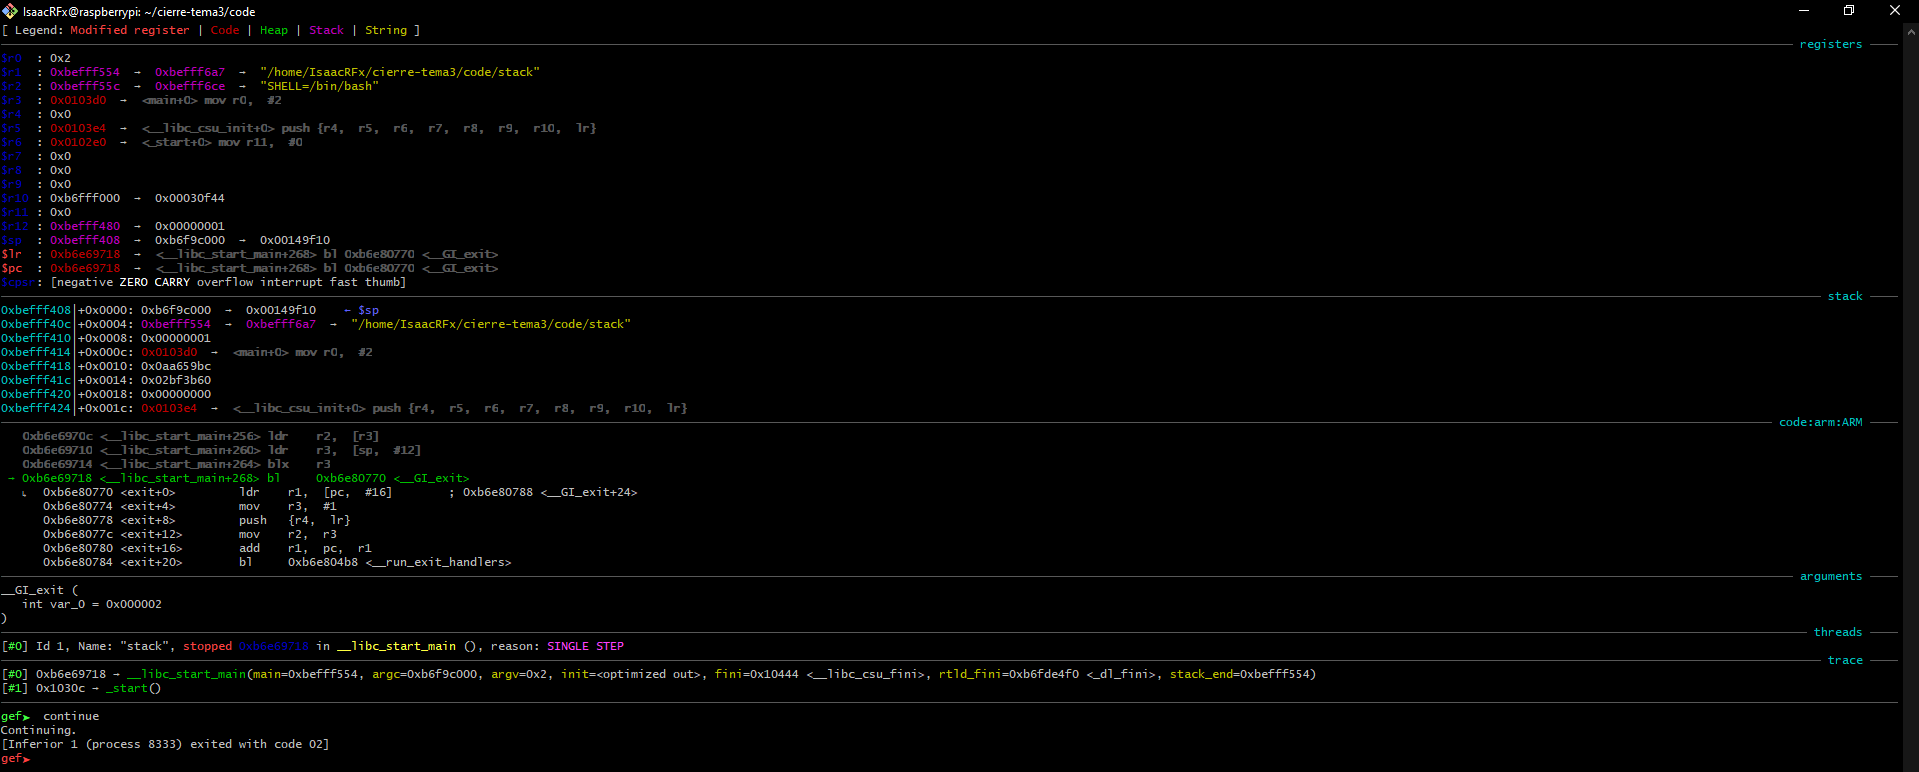 IsaacRFx@raspberrypi: ~/cierre-tema3/code
[ Legend: Modified register | Code | Heap | Stack | String ]
registers
$r0  : 0x2
$r1  : 0xbefff554  →  0xbefff6a7  →  "/home/IsaacRFx/cierre-tema3/code/stack"
$r2  : 0xbefff55c  →  0xbefff6ce  →  "SHELL=/bin/bash"
$r3  : 0x0103d0  →  <main+0> mov r0,  #2
$r4  : 0x0
$r5  : 0x0103e4  →  <__libc_csu_init+0> push {r4,  r5,  r6,  r7,  r8,  r9,  r10,  lr}
$r6  : 0x0102e0  →  <_start+0> mov r11,  #0
$r7  : 0x0
$r8  : 0x0
$r9  : 0x0
$r10 : 0xb6fff000  →  0x00030f44
$r11 : 0x0
$r12 : 0xbefff480  →  0x00000001
$sp  : 0xbefff408  →  0xb6f9c000  →  0x00149f10
$lr  : 0xb6e69718  →  <__libc_start_main+268> bl 0xb6e80770 <__GI_exit>
$pc  : 0xb6e69718  →  <__libc_start_main+268> bl 0xb6e80770 <__GI_exit>
$cpsr: [negative ZERO CARRY overflow interrupt fast thumb]
stack
0xbefff408│+0x0000: 0xb6f9c000  →  0x00149f10    ← $sp
0xbefff40c│+0x0004: 0xbefff554  →  0xbefff6a7  →  "/home/IsaacRFx/cierre-tema3/code/stack"
0xbefff410│+0x0008: 0x00000001
0xbefff414│+0x000c: 0x0103d0  →  <main+0> mov r0,  #2
0xbefff418│+0x0010: 0x0aa659bc
0xbefff41c│+0x0014: 0x02bf3b60
0xbefff420│+0x0018: 0x00000000
0xbefff424│+0x001c: 0x0103e4  →  <__libc_csu_init+0> push {r4,  r5,  r6,  r7,  r8,  r9,  r10,  lr}
code:arm:ARM
0xb6e6970c <__libc_start_main+256> ldr    r2,  [r3]
0xb6e69710 <__libc_start_main+260> ldr    r3,  [sp,  #12]
0xb6e69714 <__libc_start_main+264> blx    r3
→ 0xb6e69718 <__libc_start_main+268> bl     0xb6e80770 <__GI_exit>
↳  0xb6e80770 <exit+0>         ldr    r1,  [pc,  #16]        ; 0xb6e80788 <__GI_exit+24>
0xb6e80774 <exit+4>         mov    r3,  #1
0xb6e80778 <exit+8>         push   {r4,  lr}
0xb6e8077c <exit+12>        mov    r2,  r3
0xb6e80780 <exit+16>        add    r1,  pc,  r1
0xb6e80784 <exit+20>        bl     0xb6e804b8 <__run_exit_handlers>
arguments
__GI_exit (
int var_0 = 0x000002
)
threads
[#0] Id 1, Name: "stack", stopped 0xb6e69718 in __libc_start_main (), reason: SINGLE STEP
trace
[#0] 0xb6e69718 → __libc_start_main(main=0xbefff554, argc=0xb6f9c000, argv=0x2, init=<optimized out>, fini=0x10444 <__libc_csu_fini>, rtld_fini=0xb6fde4f0 <_dl_fini>, stack_end=0xbefff554)
[#1] 0x1030c → _start()
gef➤  continue
Continuing.
[Inferior 1 (process 8333) exited with code 02]
gef➤